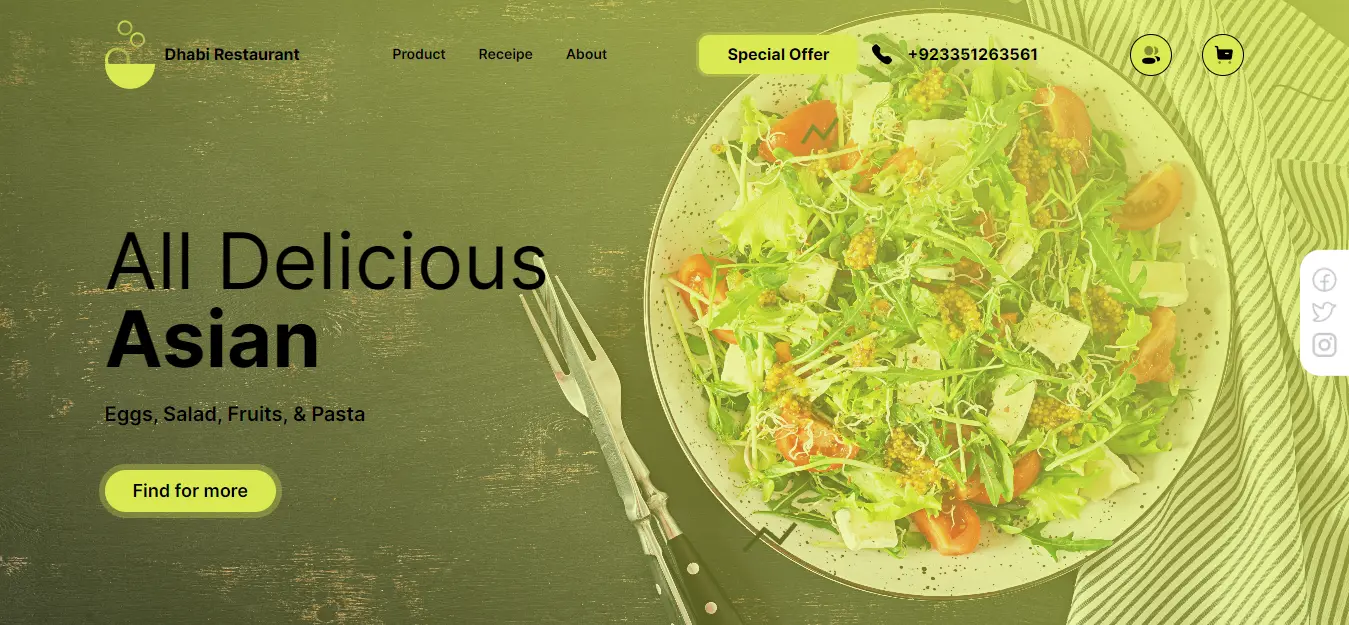 Dhabi Restaurant
Product
Receipe
About
Special Offer
+923351263561
All Delicious
Asian
Eggs, Salad, Fruits, & Pasta
Find for more